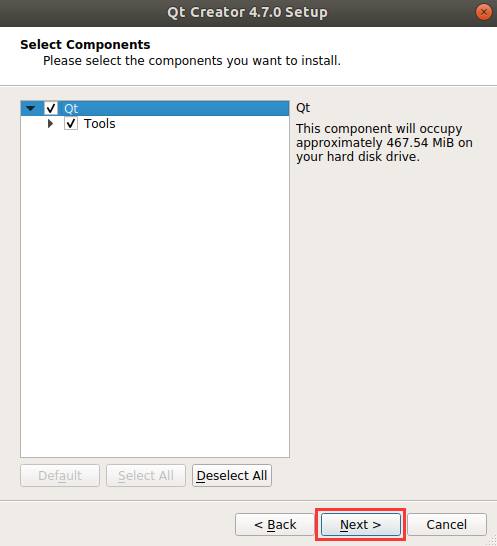 Qt Creator 4.7.0 Setup
Select Components
Please select the components you want to install.
Qt
Tools
Qt
This component will occupy
approximately 467.54 MiB on
your hard disk drive.
Default
Select All
Deselect All
< Back
Next >
Cancel